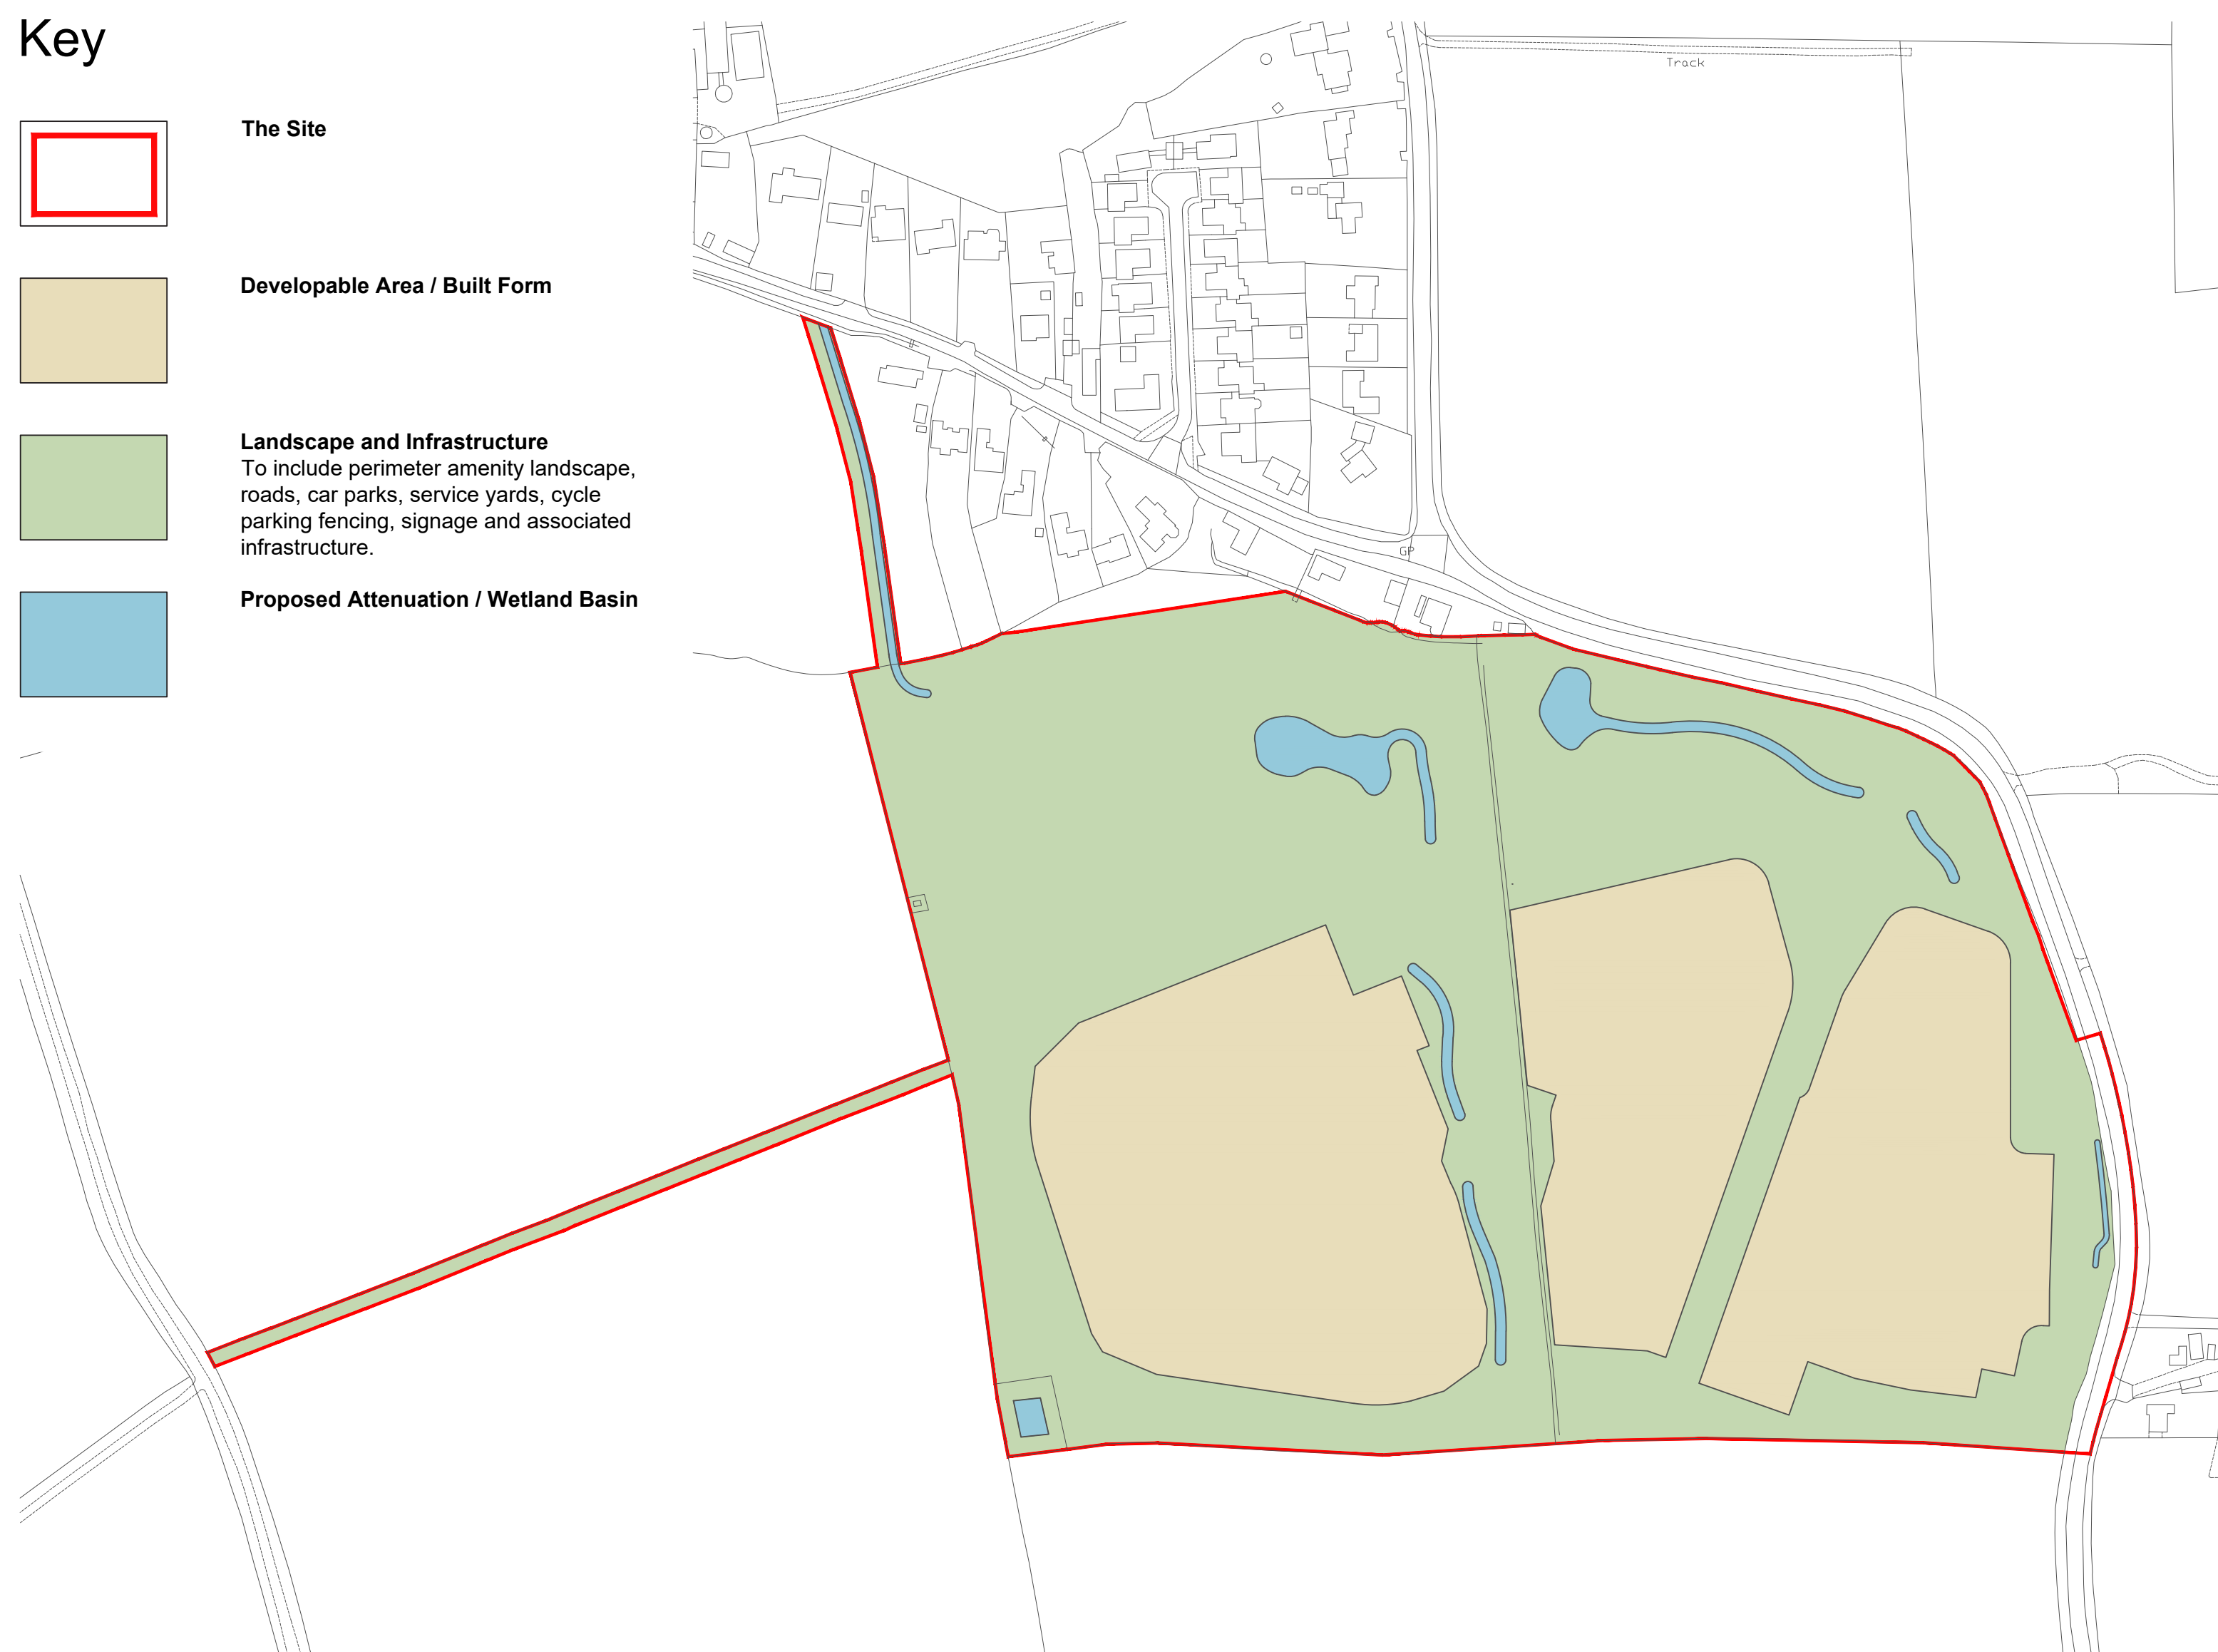 Key
The Site
Developable Area / Built Form
Landscape and Infrastructure
To include perimeter amenity landscape,
roads, car parks, service yards, cycle
parking fencing, signage and associated
infrastructure.
Proposed Attenuation / Wetland Basin
Track
GP